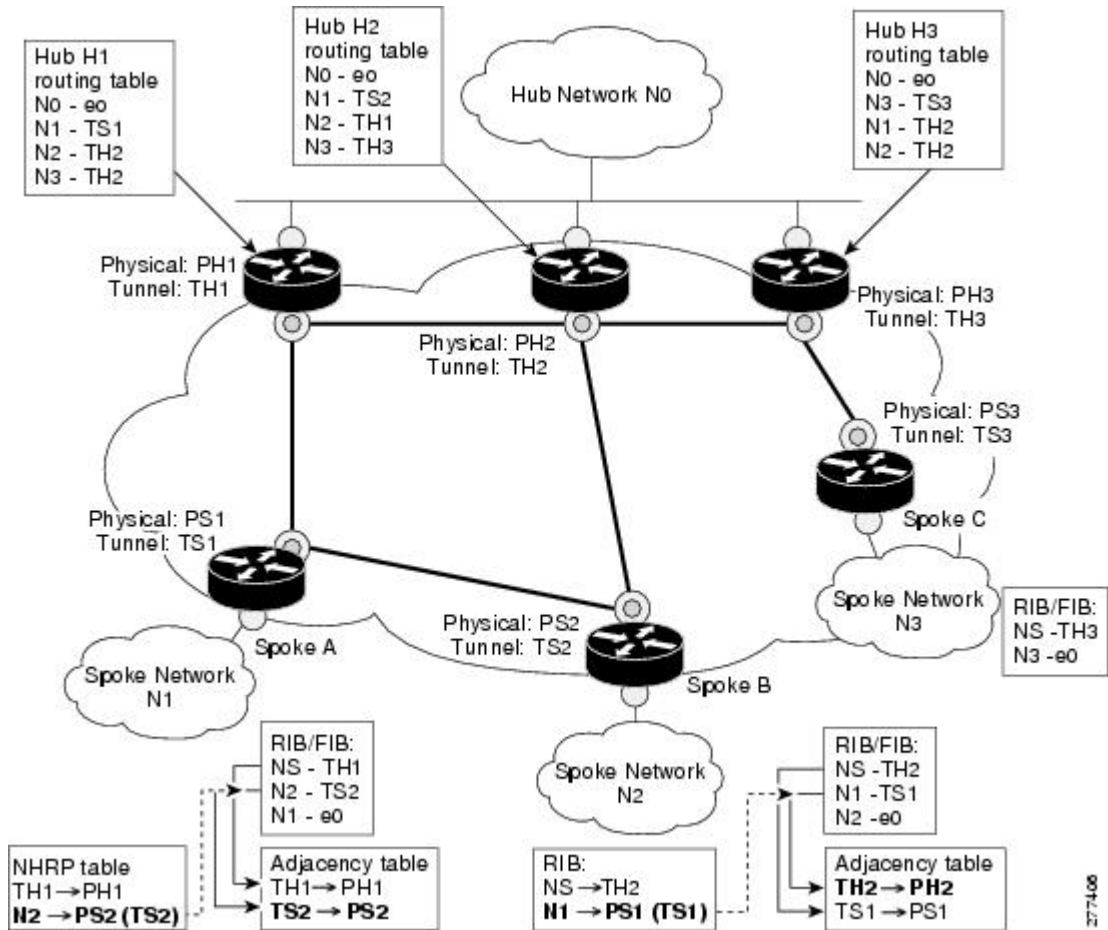 Hub H1
routing table
N0 - eo
N1 - TS1
N2 - TH2
N3 - TH2
Hub H2
routing table
N0 - eo
N1 - TS2
N2 - TH1
N3 - TH3
Hub Network N0
Hub H3
routing table
N0 - eo
N3 - TS3
N1 - TH2
N2 - TH2
Physical: PH1
Tunnel: TH1
Physical: PH2
Tunnel: TH2
Physical: PH3
Tunnel: TH3
Physical: PS3
Tunnel: TS3
Spoke C
Physical: PS1
Tunnel: TS1
Spoke A
Physical: PS2
Tunnel: TS2
Spoke B
Spoke Network
N1
Spoke Network
N2
Spoke Network
N3
RIB/FIB:
NS -TH3
N3 -e0
RIB/FIB:
NS - TH1
N2 - TS2
N1 - e0
NHRP table
TH1→PH1
N2 →PS2 (TS2)
Adjacency table
TH1→PH1
TS2 → PS2
RIB/FIB:
NS -TH2
N1 -TS1
N2 -e0
RIB:
NS →TH2
N1 →PS1 (TS1)
Adjacency table
TH2→ PH2
TS1→PS1
277406